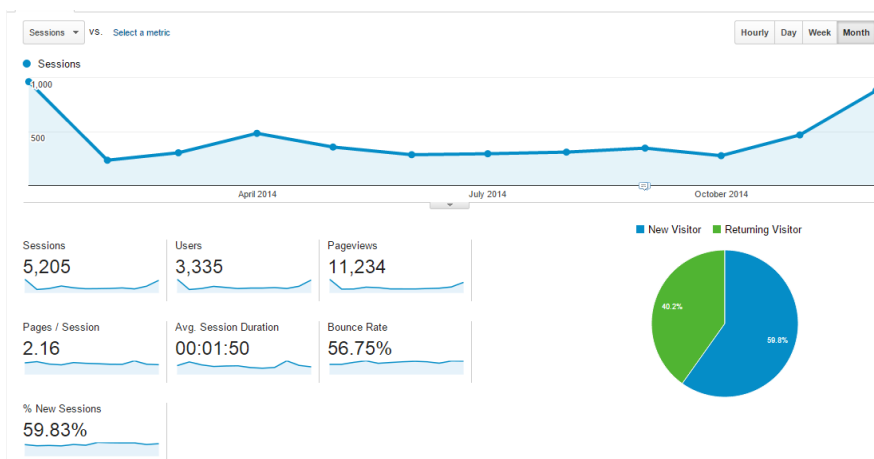 Sessions VS. Select a metric
Hourly Day Week Month
Sessions
1,000
500
April 2014 July 2014 October 2014
New Visitor Returning Visitor
Sessions Users Pageviews
5,205 3,335 11,234
40.2%
59.8%
Pages / Session Avg. Session Duration Bounce Rate
2.16 00:01:50 56.75%
% New Sessions
59.83%